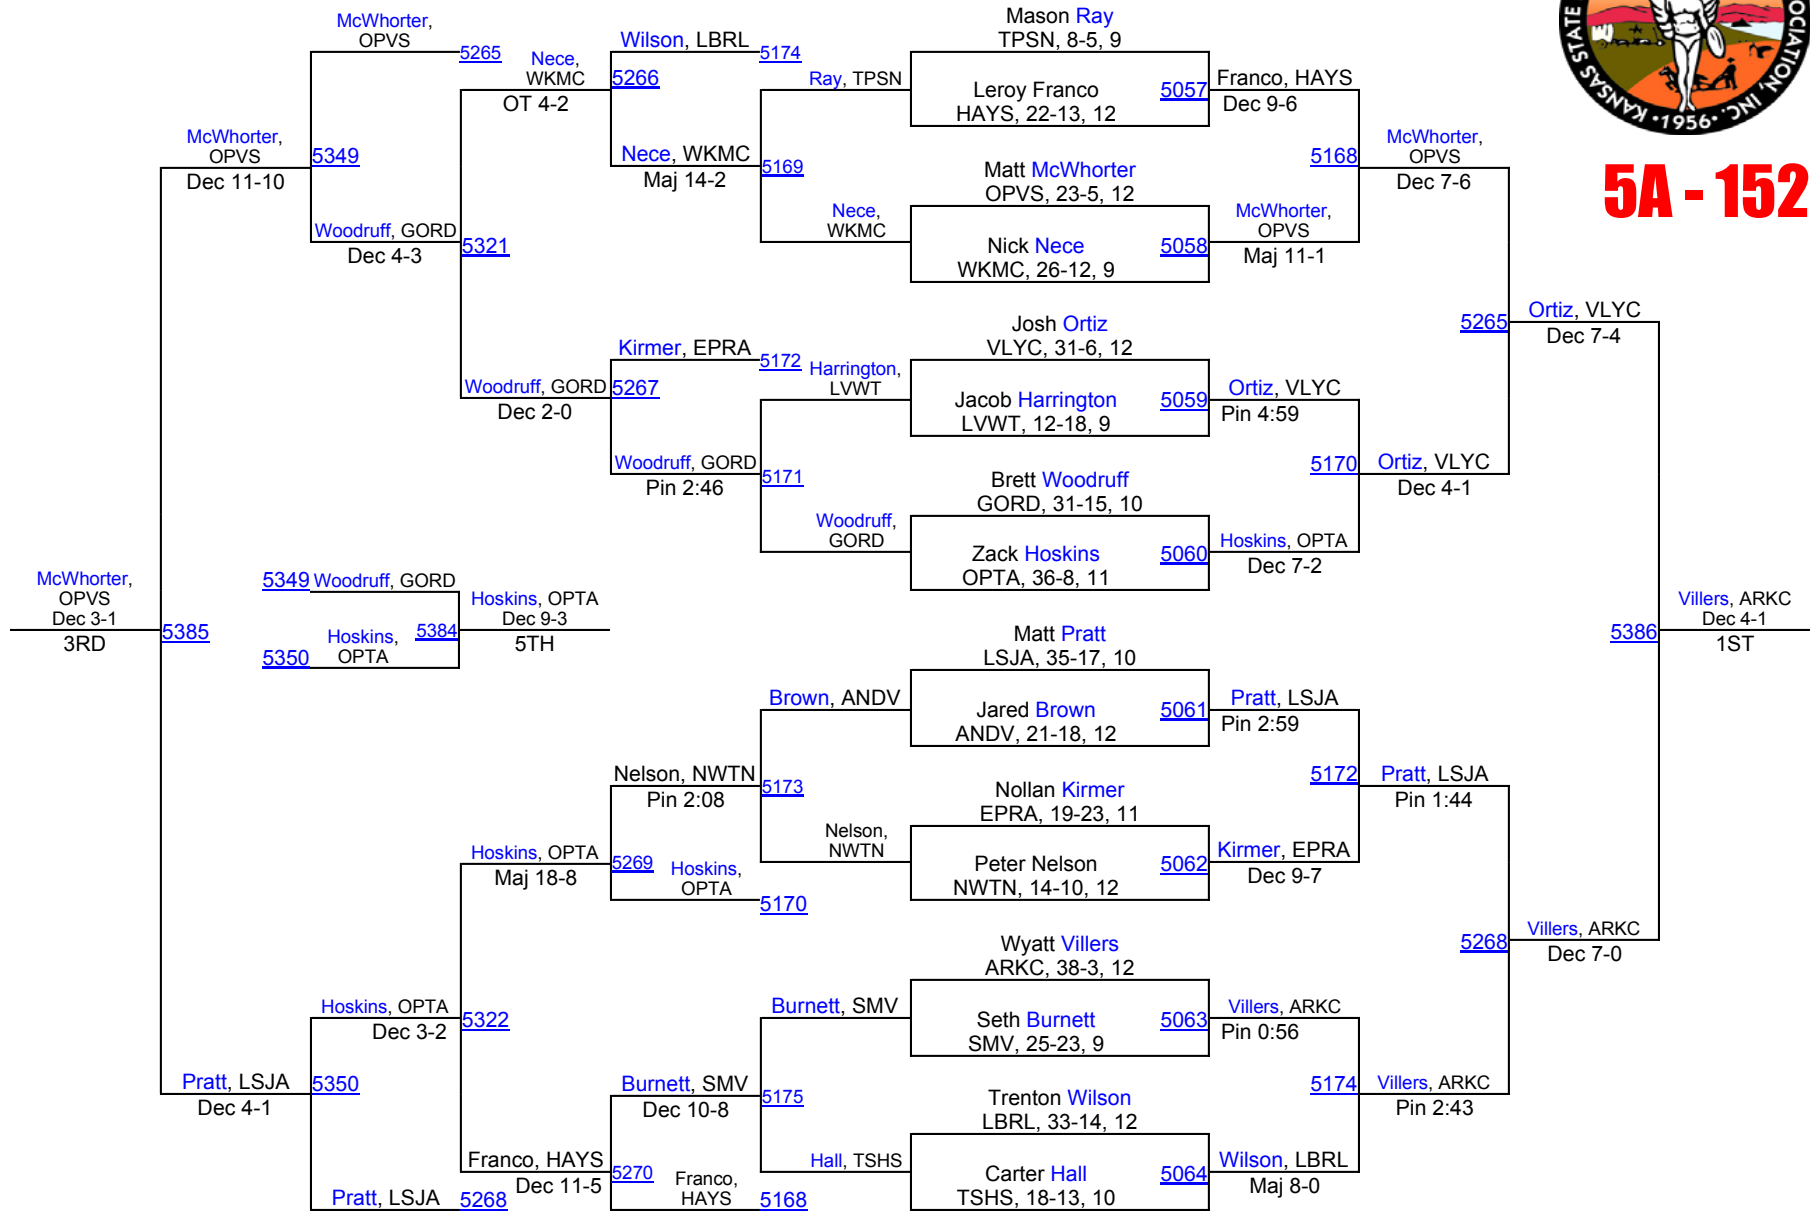 KANSAS STATE
OCIATION, INC.
•1956•
5A - 152
McWhorter,
OPVS
5265
Nece,
WKMC
OT 4-2
Wilson, LBRL
5174
5266
Nece, WKMC
Maj 14-2
5169
Ray, TPSN
Nece,
WKMC
McWhorter,
OPVS
Dec 11-10
5349
Woodruff, GORD
Dec 4-3
5321
Kirmer, EPRA
5172
Woodruff, GORD
Dec 2-0
5267
Woodruff, GORD
Pin 2:46
5171
Harrington,
LVWT
Woodruff,
GORD
McWhorter,
OPVS
Dec 3-1
3RD
5385
5349 Woodruff, GORD
5350
Hoskins,
OPTA
5384
Hoskins, OPTA
Dec 9-3
5TH
Brown, ANDV
Nelson, NWTN
Pin 2:08
5173
Nelson,
NWTN
Hoskins, OPTA
Maj 18-8
5269
Hoskins,
OPTA
5170
Hoskins, OPTA
Dec 3-2
5322
Burnett, SMV
Burnett, SMV
Dec 10-8
5175
Hall, TSHS
Pratt, LSJA
Dec 4-1
5350
Franco, HAYS
Dec 11-5
5270
Franco,
HAYS
5168
Pratt, LSJA
5268
Mason Ray
TPSN, 8-5, 9
Leroy Franco
HAYS, 22-13, 12
5057
Franco, HAYS
Dec 9-6
Matt McWhorter
OPVS, 23-5, 12
Nick Nece
WKMC, 26-12, 9
5058
McWhorter,
OPVS
Maj 11-1
5168
McWhorter,
OPVS
Dec 7-6
Josh Ortiz
VLYC, 31-6, 12
Jacob Harrington
LVWT, 12-18, 9
5059
Ortiz, VLYC
Pin 4:59
Brett Woodruff
GORD, 31-15, 10
Zack Hoskins
OPTA, 36-8, 11
5060
Hoskins, OPTA
Dec 7-2
5170
Ortiz, VLYC
Dec 4-1
5265
Ortiz, VLYC
Dec 7-4
Matt Pratt
LSJA, 35-17, 10
Jared Brown
ANDV, 21-18, 12
5061
Pratt, LSJA
Pin 2:59
Nollan Kirmer
EPRA, 19-23, 11
Peter Nelson
NWTN, 14-10, 12
5062
Kirmer, EPRA
Dec 9-7
5172
Pratt, LSJA
Pin 1:44
Wyatt Villers
ARKC, 38-3, 12
Seth Burnett
SMV, 25-23, 9
5063
Villers, ARKC
Pin 0:56
Trenton Wilson
LBRL, 33-14, 12
Carter Hall
TSHS, 18-13, 10
5064
Wilson, LBRL
Maj 8-0
5174
Villers, ARKC
Pin 2:43
5268
Villers, ARKC
Dec 7-0
5386
Villers, ARKC
Dec 4-1
1ST